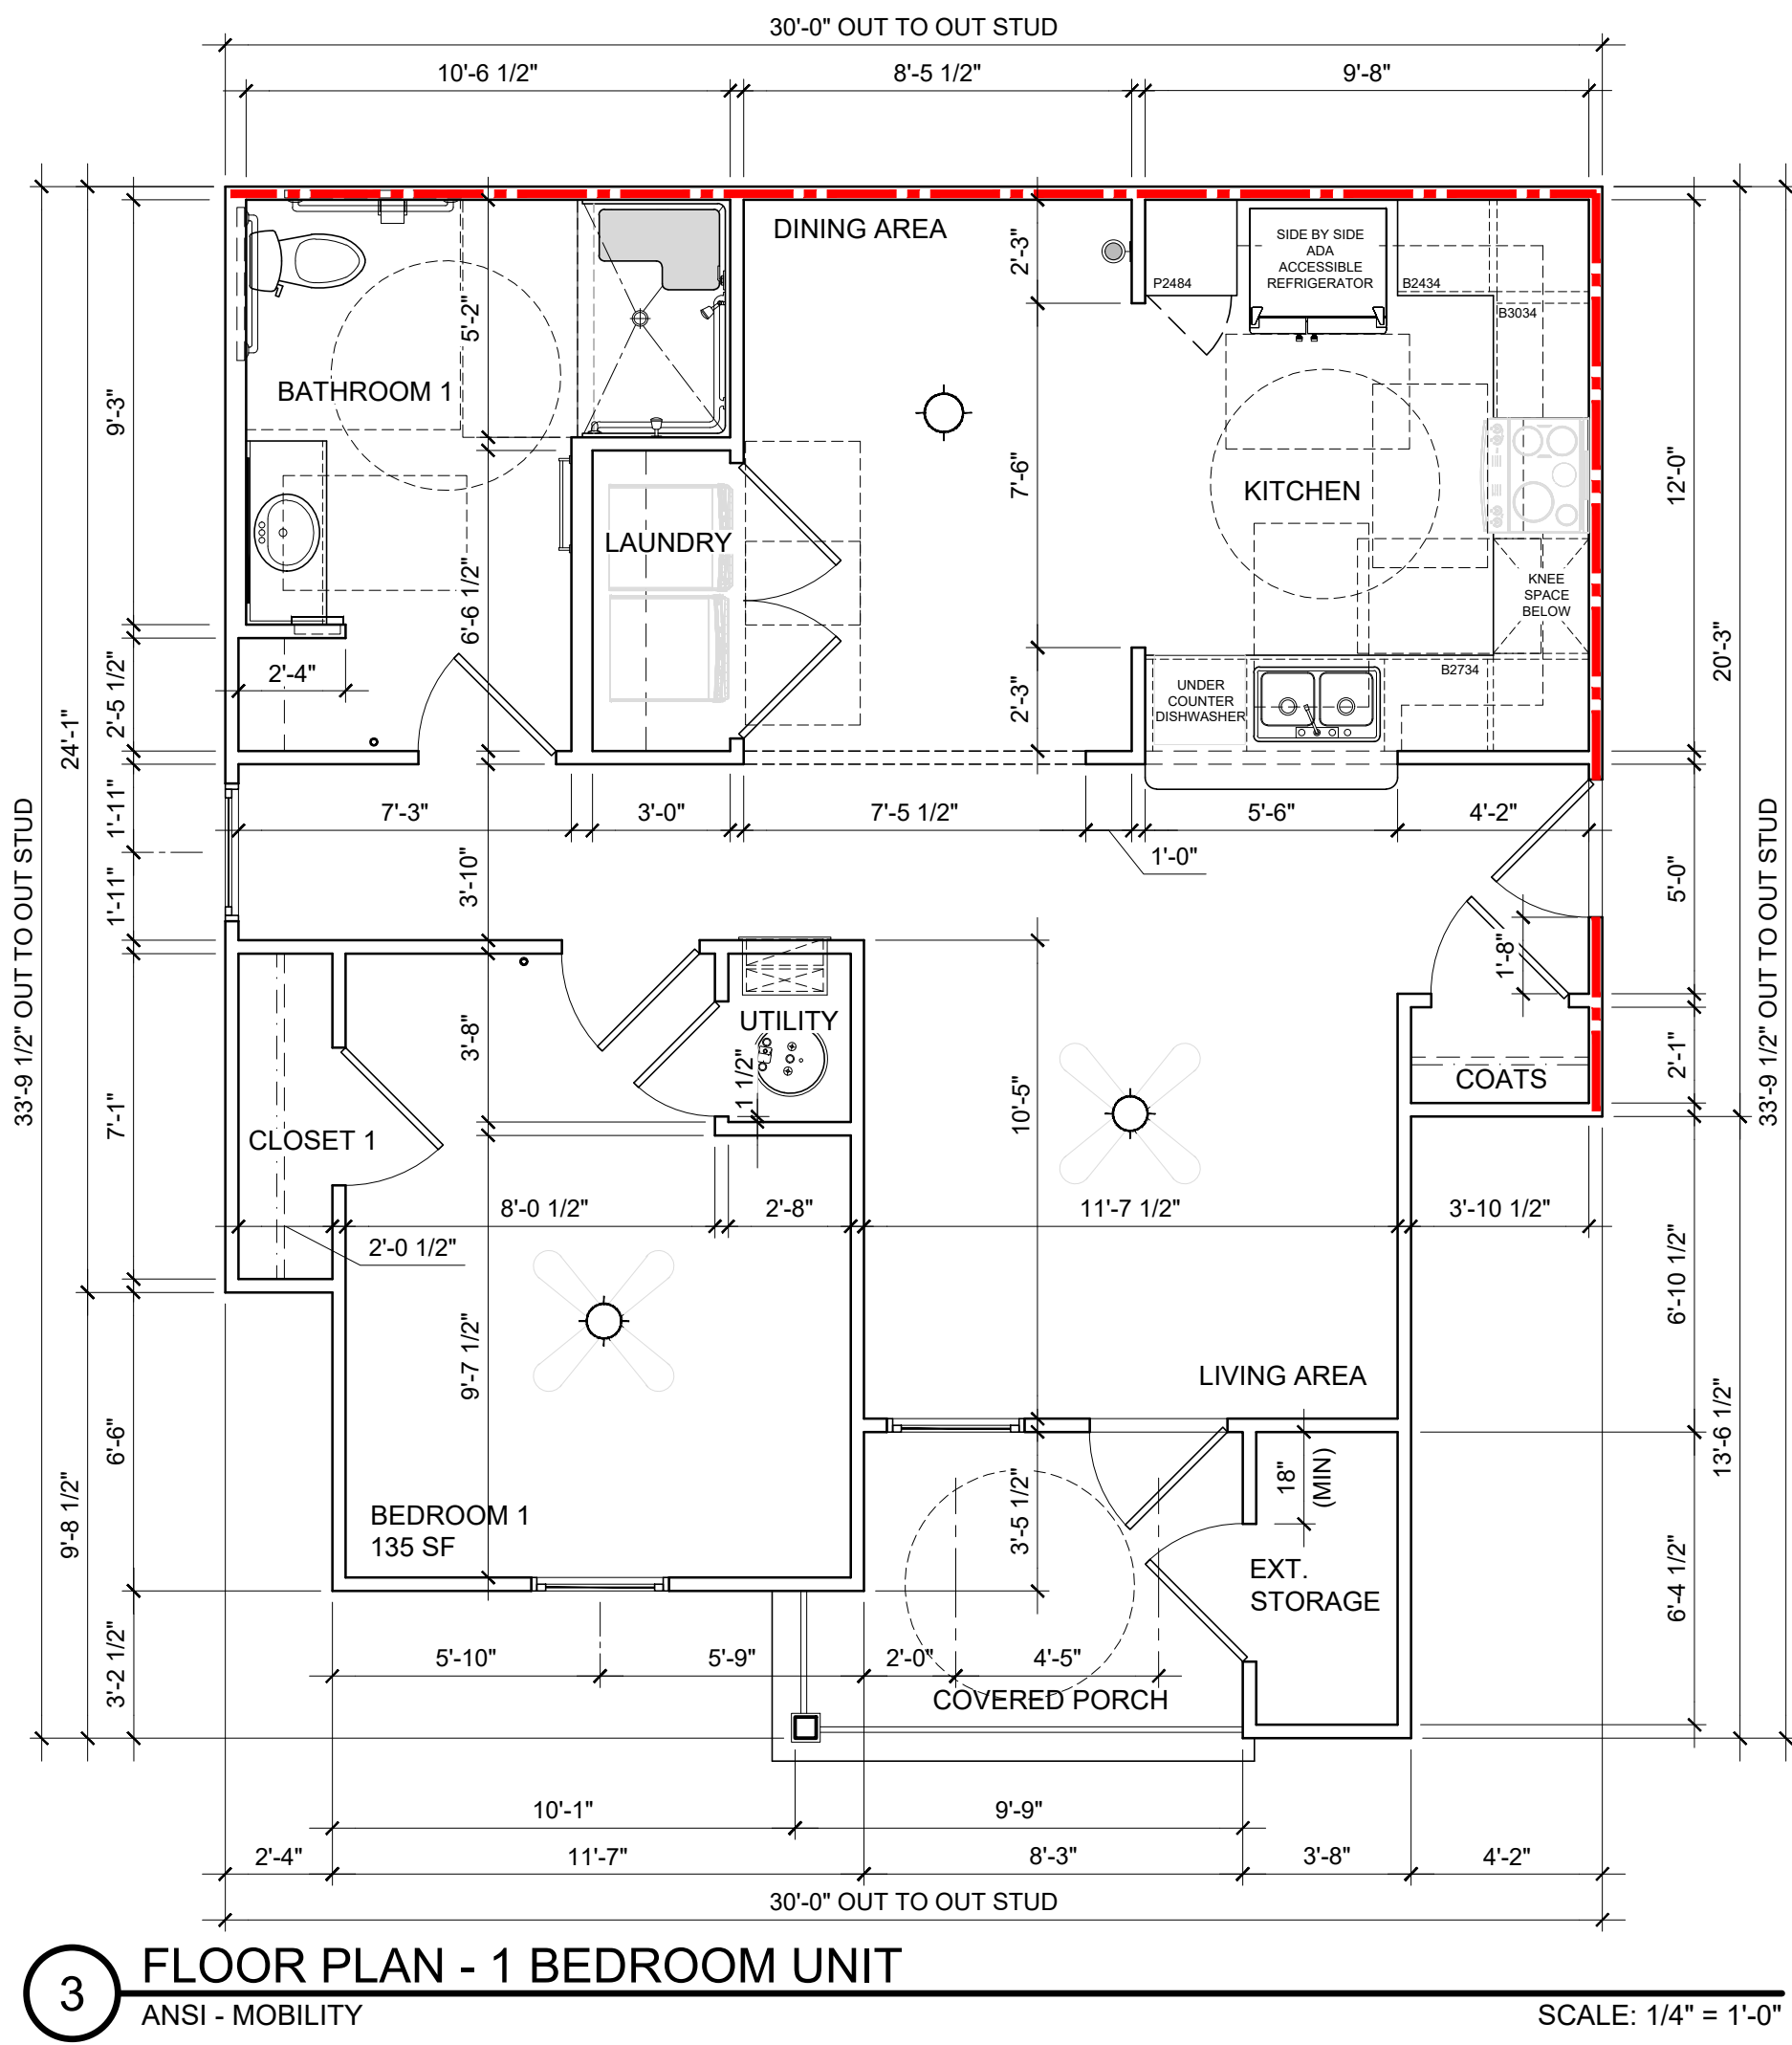 30'-0" OUT TO OUT STUD
10'-6 1/2"
8'-5 1/2"
9'-8"
DINING AREA
2'-3"
SIDE BY SIDE
ADA
ACCESSIBLE
REFRIGERATOR
P2484
B2434
B3034
5'-2"
BATHROOM 1
9'-3"
7'-6"
KITCHEN
12'-0"
LAUNDRY
6'-6 1/2"
KNEE
SPACE
BELOW
20'-3"
2'-4"
2'-5 1/2"
2'-3"
UNDER
COUNTER
DISHWASHER
B2734
24'-1"
1'-11"
7'-3"
3'-0"
7'-5 1/2"
5'-6"
4'-2"
1'-0"
33'-9 1/2" OUT TO OUT STUD
1'-11"
3'-10"
5'-0"
33'-9 1/2" OUT TO OUT STUD
1'-8"
UTILITY
3'-8"
1 1/2"
10'-5"
COATS
2'-1"
7'-1"
CLOSET 1
8'-0 1/2"
2'-8"
11'-7 1/2"
3'-10 1/2"
2'-0 1/2"
6'-10 1/2"
9'-7 1/2"
LIVING AREA
6'-6"
13'-6 1/2"
9'-8 1/2"
BEDROOM 1
135 SF
3'-5 1/2"
18"
(MIN)
EXT.
STORAGE
6'-4 1/2"
3'-2 1/2"
5'-10"
5'-9"
2'-0"
4'-5"
COVERED PORCH
10'-1"
9'-9"
2'-4"
11'-7"
8'-3"
3'-8"
4'-2"
30'-0" OUT TO OUT STUD
3
FLOOR PLAN - 1 BEDROOM UNIT
ANSI - MOBILITY
SCALE: 1/4" = 1'-0"